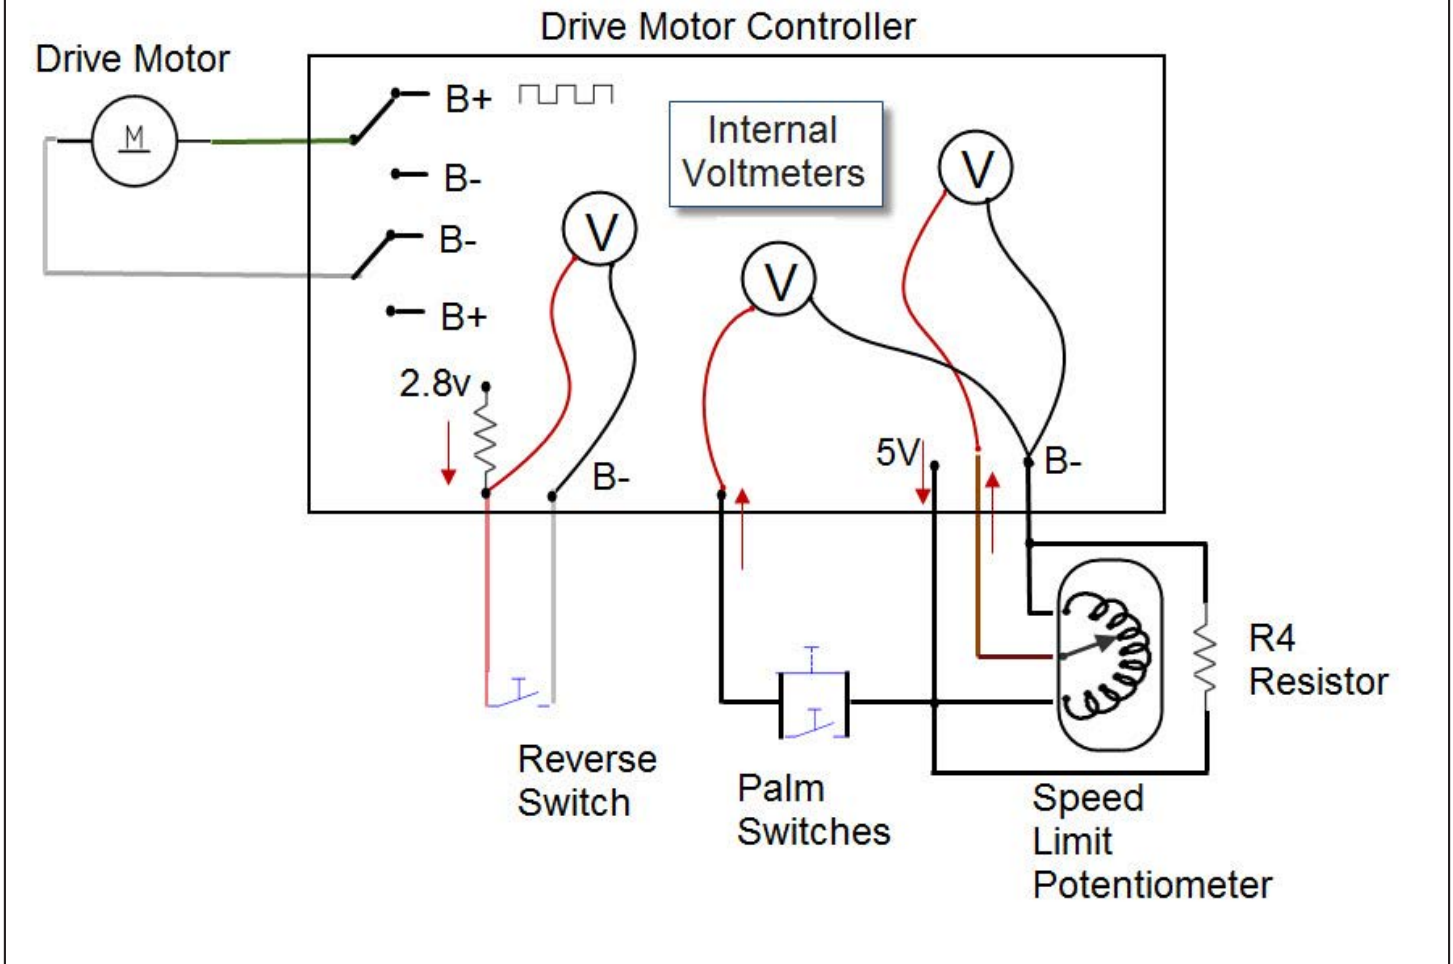 Drive Motor Controller
Drive Motor
M
B+
B-
B-
B+
Internal
Voltmeters
V
V
V
2.8v
B-
5V
B-
R4
Resistor
Reverse
Switch
Palm
Switches
Speed
Limit
Potentiometer